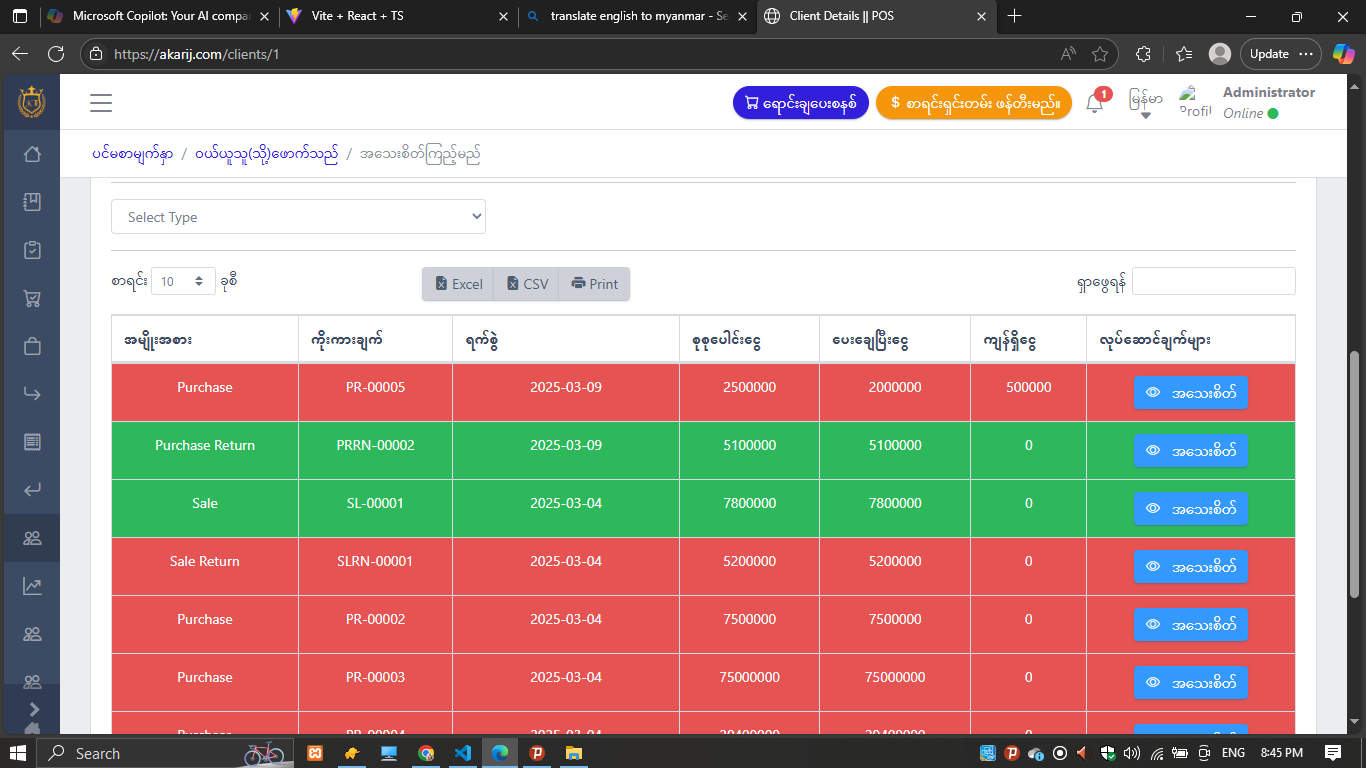 Microsoft Copilot: Your AI compa
Vite + React + TS
translate english to myanmar - Se
Client Details || POS
https://akarij.com/clients/1
Update
ရောင်းချပေးစနစ်
$ စာရင်းရှင်းတမ်း ဖန်တီးမည်။
1
မြန်မာ
Profil
Administrator
Online
ပင်မစာမျက်နှာ / ဝယ်ယူသူ(သို့)ဖောက်သည် / အသေးစိတ်ကြည့်မည်
Select Type
စာရင်း 10 ခုစီ
Excel CSV Print
ရှာဖွေရန်
အမျိုးအစား ကိုးကားချက် ရက်စွဲ စုစုပေါင်းငွေ ပေးချေပြီးငွေ ကျန်ရှိငွေ လုပ်ဆောင်ချက်များ
Purchase PR-00005 2025-03-09 2500000 2000000 500000 အသေးစိတ်
Purchase Return PRRN-00002 2025-03-09 5100000 5100000 0 အသေးစိတ်
Sale SL-00001 2025-03-04 7800000 7800000 0 အသေးစိတ်
Sale Return SLRN-00001 2025-03-04 5200000 5200000 0 အသေးစိတ်
Purchase PR-00002 2025-03-04 7500000 7500000 0 အသေးစိတ်
Purchase PR-00003 2025-03-04 75000000 75000000 0 အသေးစိတ်
Search
ENG 8:45 PM